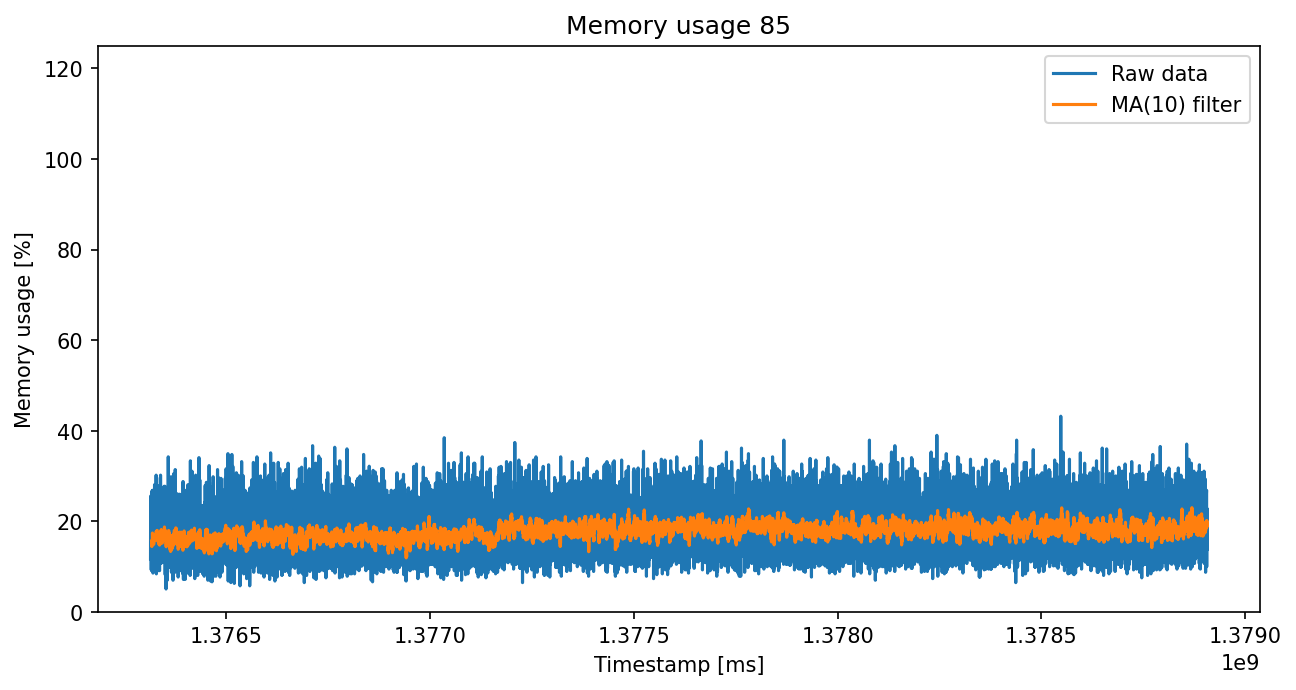 Memory usage 85
Raw data
MA(10) filter
120
100
80
60
40
20
0
Memory usage [%]
1.3765 1.3770 1.3775 1.3780 1.3785 1.3790
1e9
Timestamp [ms]